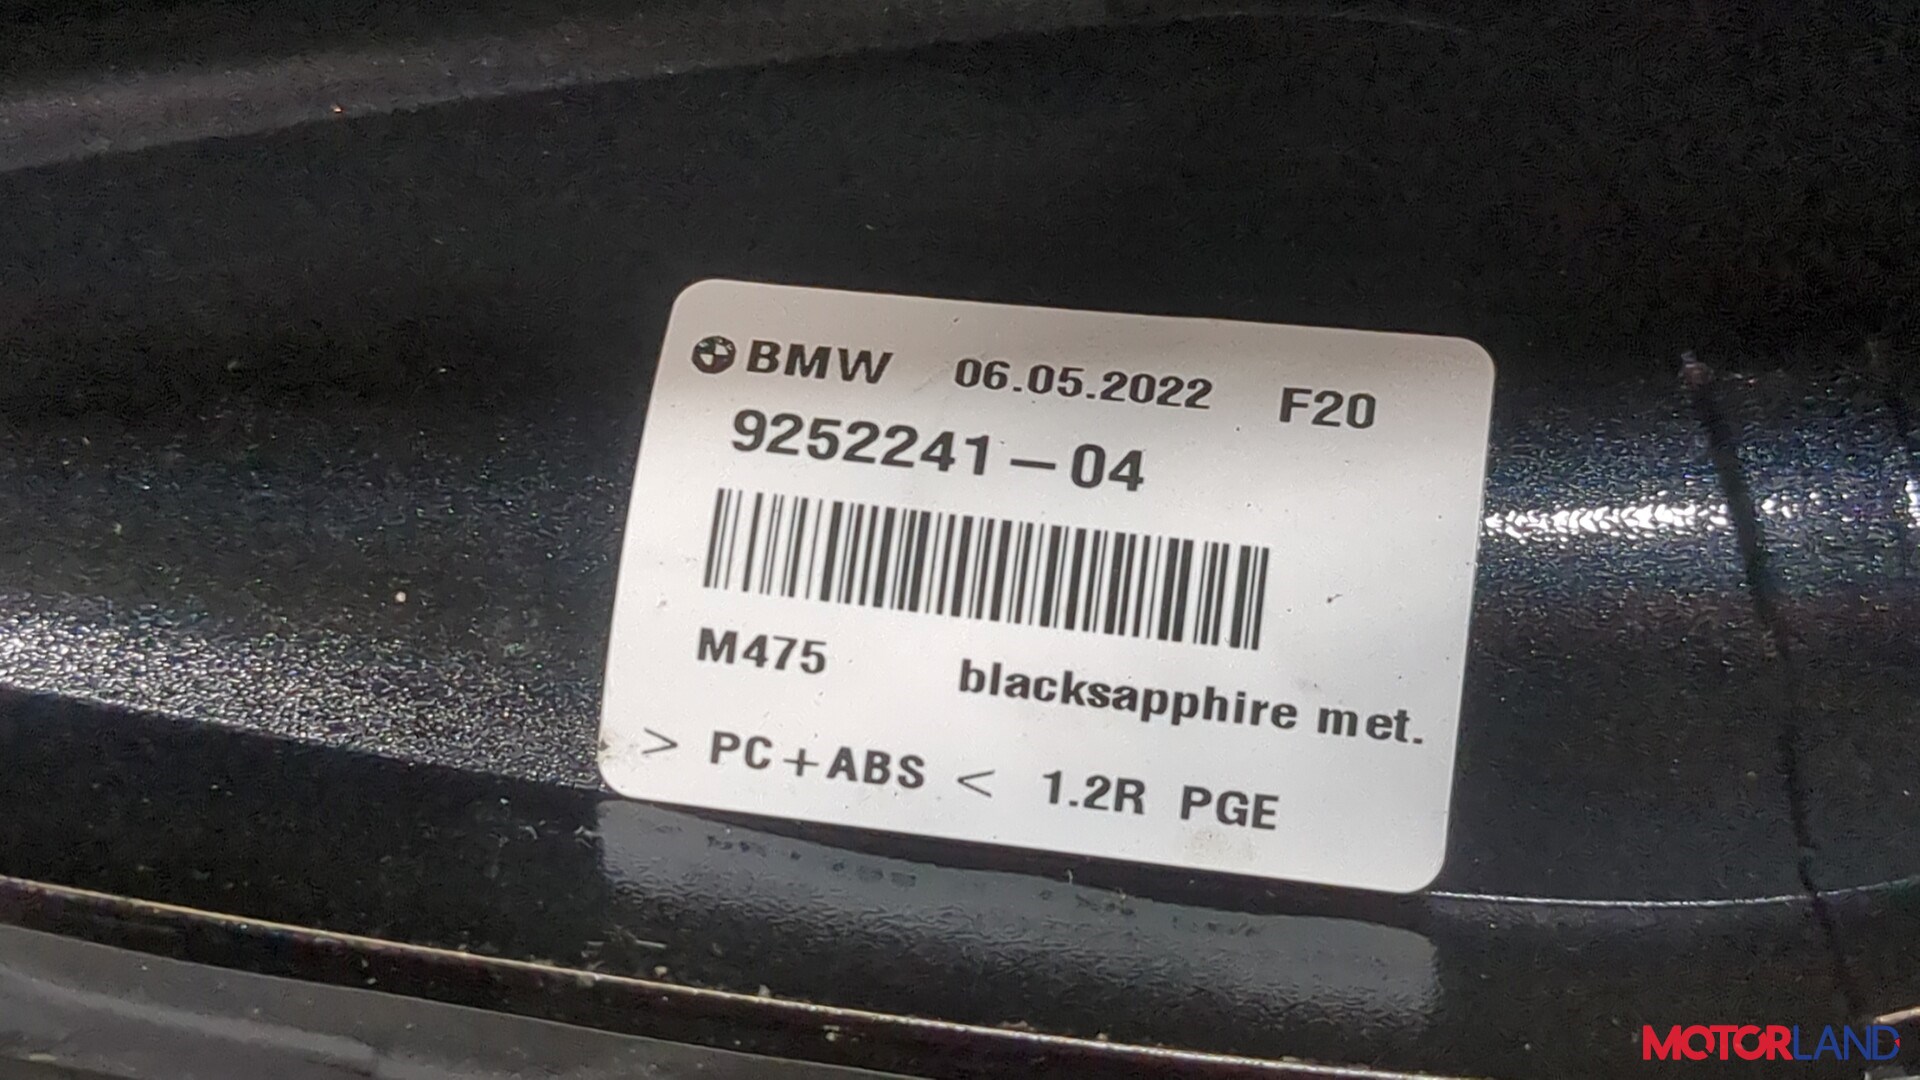 BMW 06.05.2022 F20
9252241-04
M475 blacksapphire met.
> PC+ABS < 1.2R PGE
MOTORLAND